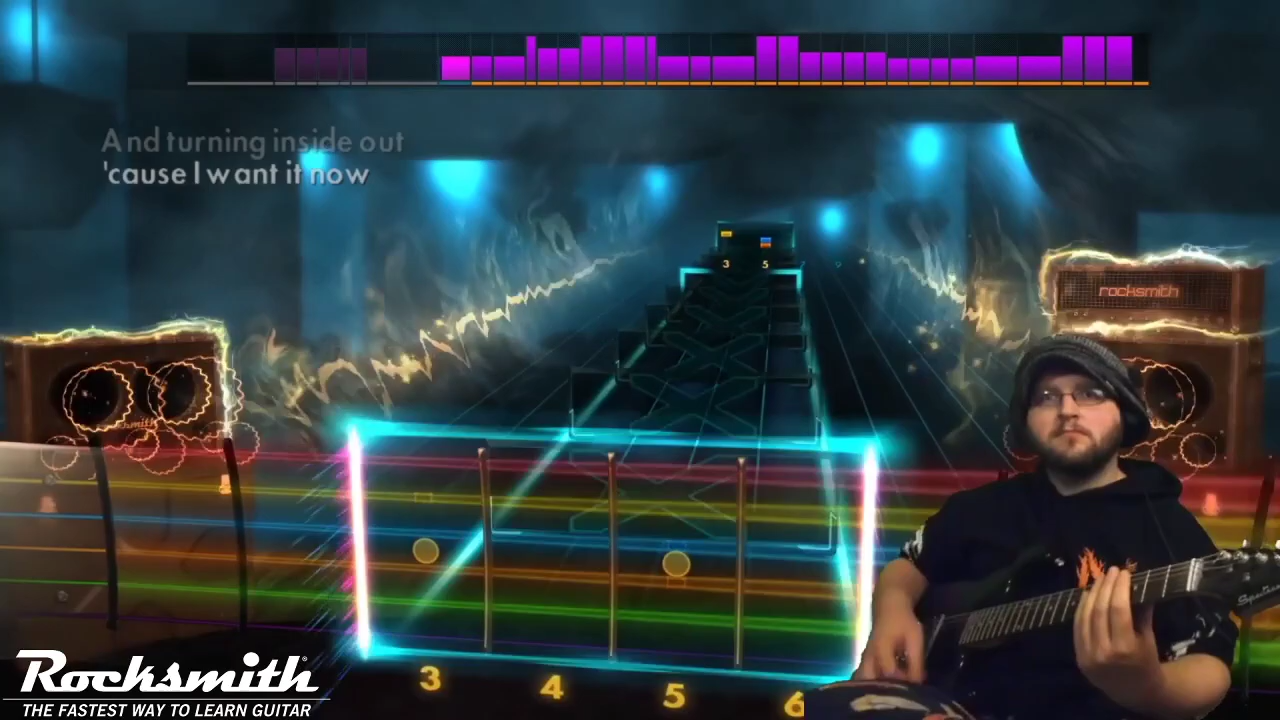 And turning inside out
'cause I want it now
3 5
rocksmith
smith
3 4 5 6
Rocksmith
THE FASTEST WAY TO LEARN GUITAR